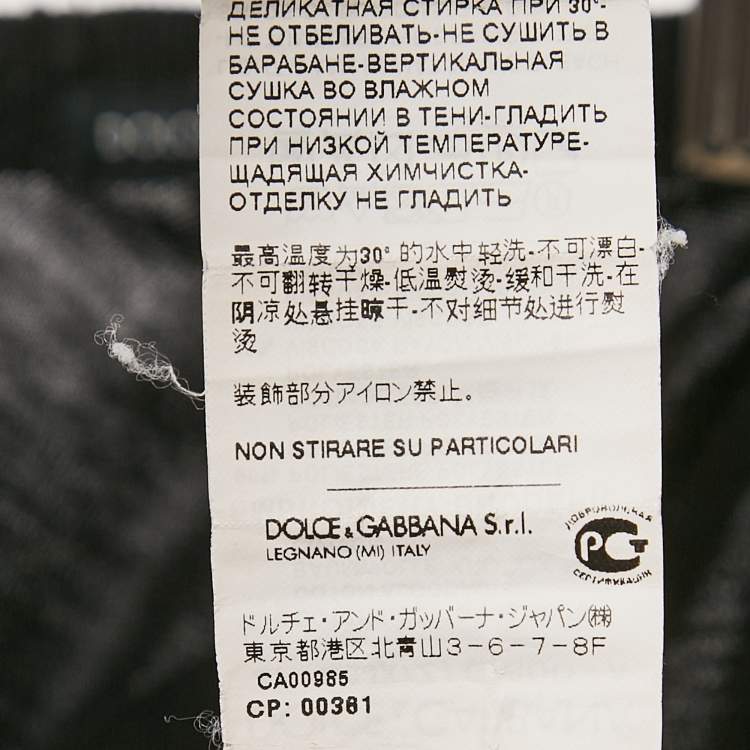 ДЕЛИКАТНАЯ СТИРКА ПРИ 30°-
НЕ ОТБЕЛИВАТЬ-НЕ СУШИТЬ В
БАРАБАНЕ-ВЕРТИКАЛЬНАЯ
СУШКА ВО ВЛАЖНОМ
СОСТОЯНИИ В ТЕНИ-ГЛАДИТЬ
ПРИ НИЗКОЙ ТЕМПЕРАТУРЕ-
ЩАДЯЩАЯ ХИМЧИСТКА-
ОТДЕЛКУ НЕ ГЛАДИТЬ
最高温度为30° 的水中轻洗-不可漂白-
不可翻转干燥-低温熨烫-缓和干洗-在
阴凉处悬挂晾干-不对细节处进行熨
烫
装飾部分アイロン禁止。
NON STIRARE SU PARTICOLARI
DOLCE & GABBANA S.r.l.
LEGNANO (MI) ITALY
ДОБРОВОЛЬНАЯ
РСТ
СЕРТИФИКАЦИЯ
ドルチェ・アンド・ガッバーナ・ジャパン㈱
東京都港区北青山3-6-7-8F
CA00985
CP: 00361